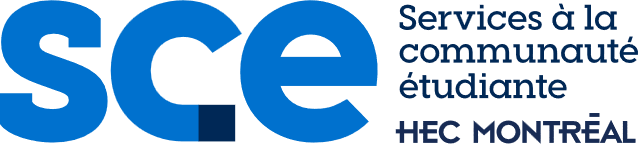 sce
Services à la
communauté
étudiante
HEC MONTRÉAL